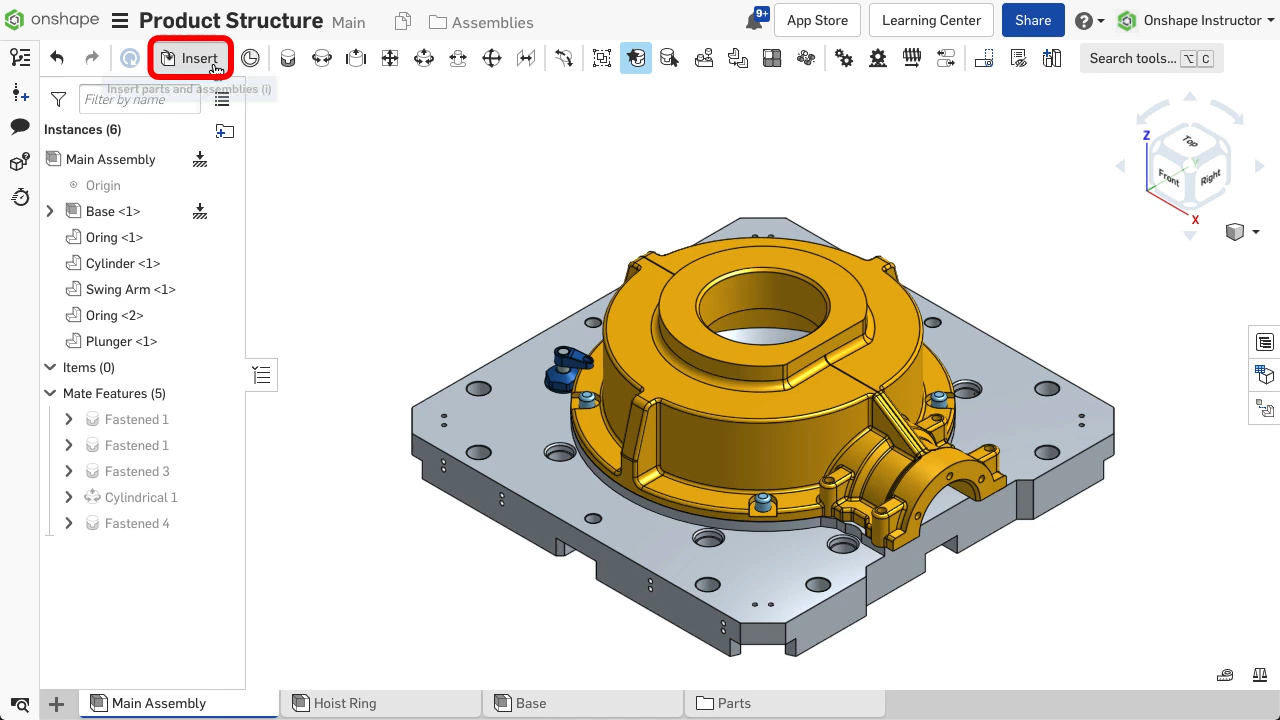 onshape
Product Structure Main
Assemblies
9+
App Store
Learning Center
Share
Onshape Instructor
Insert
Search tools... ⌥ C
Insert parts and assemblies (i)
Filter by name
Instances (6)
Main Assembly
Origin
Base <1>
Oring <1>
Cylinder <1>
Swing Arm <1>
Oring <2>
Plunger <1>
Items (0)
Mate Features (5)
Fastened 1
Fastened 1
Fastened 3
Cylindrical 1
Fastened 4
Z
Top
Y
Front
Right
X
Main Assembly
Hoist Ring
Base
Parts